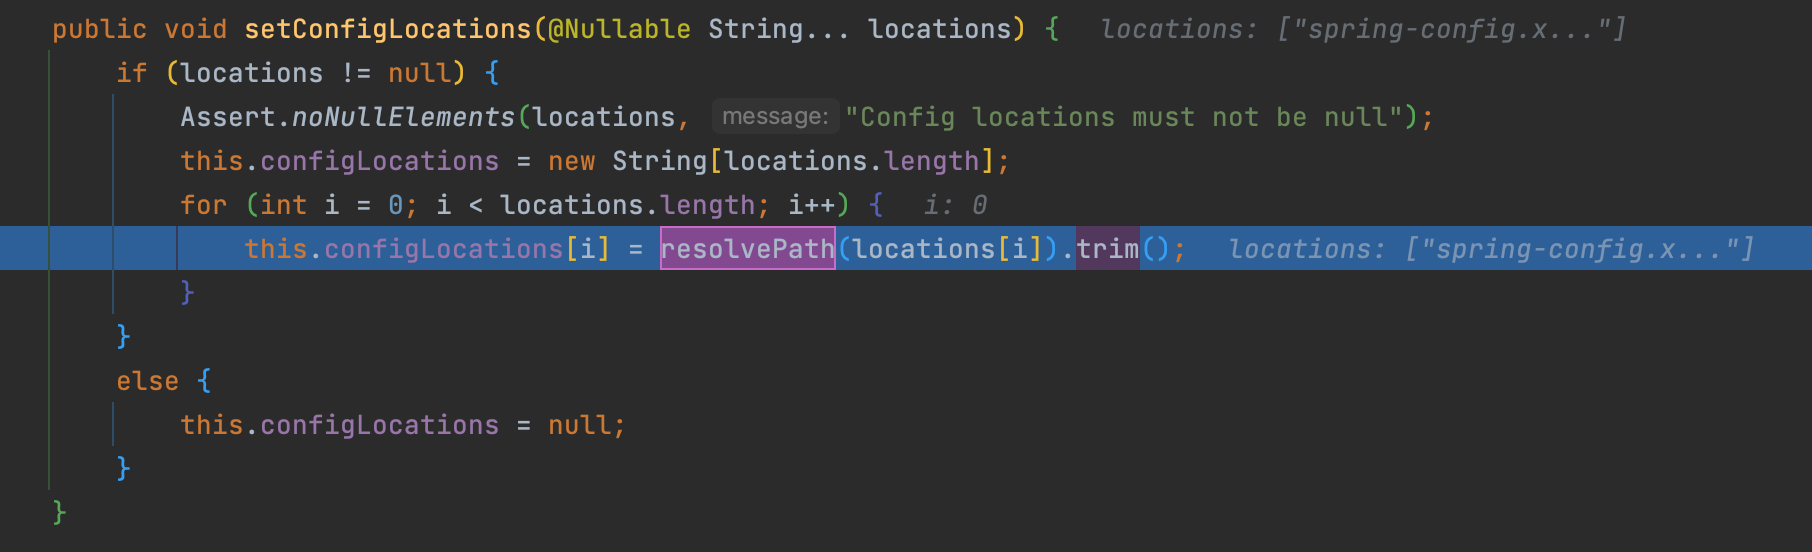 public void setConfigLocations(@Nullable String... locations) {  locations: ["spring-config.x..."]
if (locations != null) {
Assert.noNullElements(locations, message: "Config locations must not be null");
this.configLocations = new String[locations.length];
for (int i = 0; i < locations.length; i++) {  i: 0
this.configLocations[i] = resolvePath(locations[i]).trim();  locations: ["spring-config.x..."]
}
}
else {
this.configLocations = null;
}
}